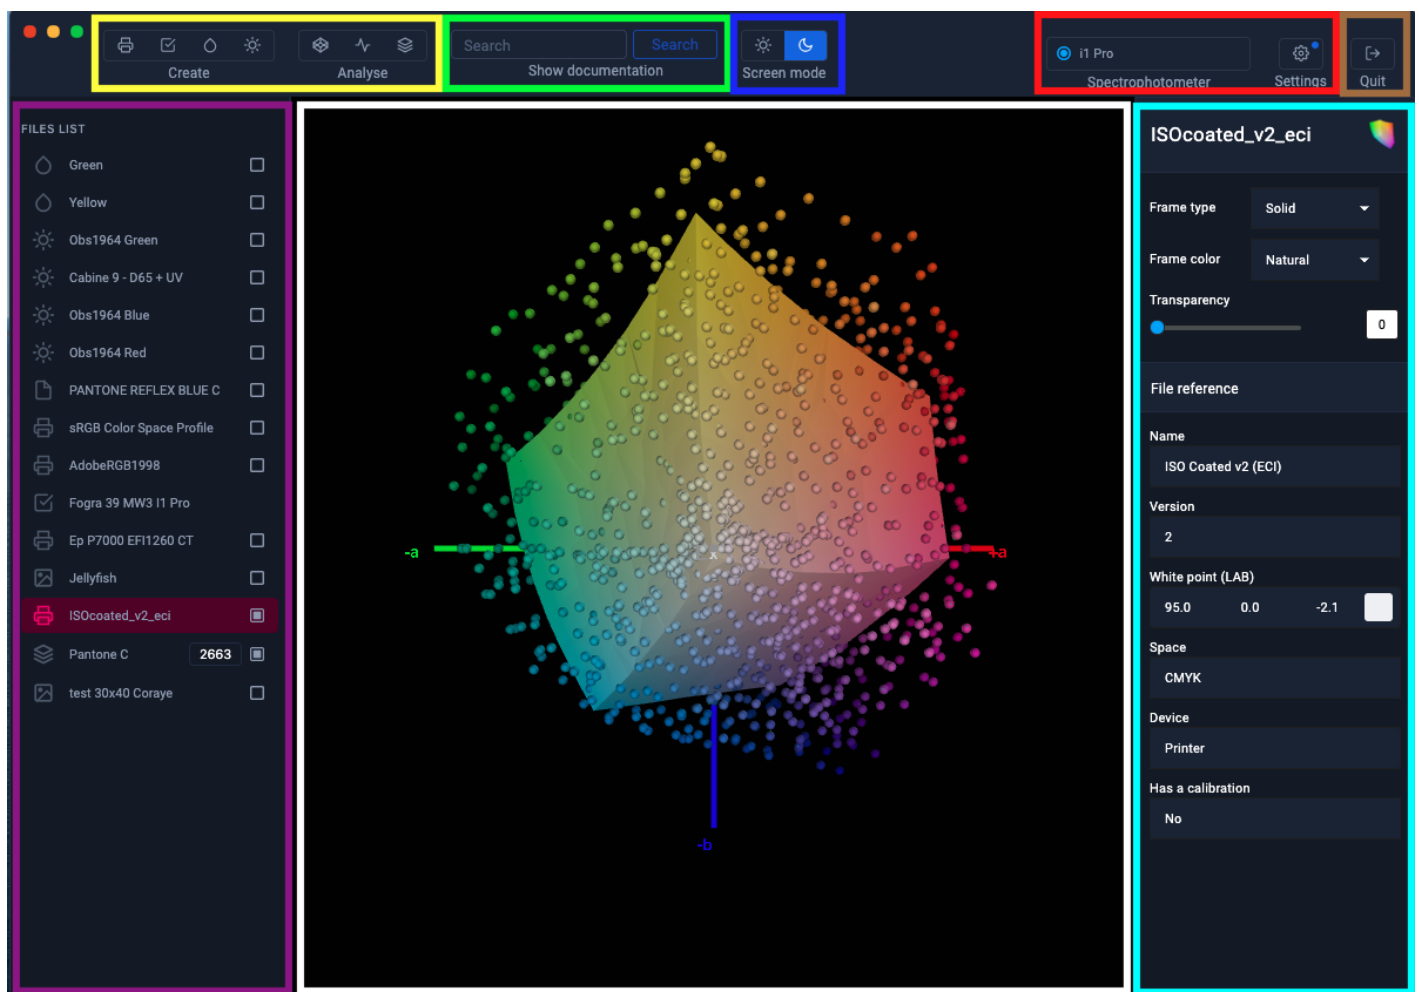 Create
Analyse
Search
Search
Show documentation
Screen mode
i1 Pro
Spectrophotometer
Settings
Quit
FILES LIST
Green
Yellow
Obs1964 Green
Cabine 9 - D65 + UV
Obs1964 Blue
Obs1964 Red
PANTONE REFLEX BLUE C
sRGB Color Space Profile
AdobeRGB1998
Fogra 39 MW3 I1 Pro
Ep P7000 EFI1260 CT
Jellyfish
ISOcoated_v2_eci
Pantone C 2663
test 30x40 Coraye
-a
x
+a
-b
ISOcoated_v2_eci
Frame type Solid
Frame color Natural
Transparency
0
File reference
Name
ISO Coated v2 (ECI)
Version
2
White point (LAB)
95.0 0.0 -2.1
Space
CMYK
Device
Printer
Has a calibration
No